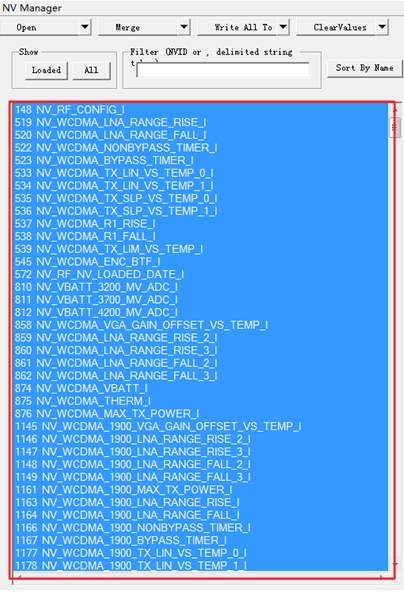 NV Manager
Open Merge Write All To ClearValues
Show
Filter (NVID or , delimited string
Loaded All
Sort By Name
148 NV_RF_CONFIG_I
519 NV_WCDMA_LNA_RANGE_RISE_I
520 NV_WCDMA_LNA_RANGE_FALL_I
522 NV_WCDMA_NONBYPASS_TIMER_I
523 NV_WCDMA_BYPASS_TIMER_I
533 NV_WCDMA_TX_LIN_VS_TEMP_0_I
534 NV_WCDMA_TX_LIN_VS_TEMP_1_I
535 NV_WCDMA_TX_SLP_VS_TEMP_0_I
536 NV_WCDMA_TX_SLP_VS_TEMP_1_I
537 NV_WCDMA_R1_RISE_I
538 NV_WCDMA_R1_FALL_I
539 NV_WCDMA_TX_LIM_VS_TEMP_I
545 NV_WCDMA_ENC_BTF_I
572 NV_RF_NV_LOADED_DATE_I
810 NV_VBATT_3200_MV_ADC_I
811 NV_VBATT_3700_MV_ADC_I
812 NV_VBATT_4200_MV_ADC_I
858 NV_WCDMA_VGA_GAIN_OFFSET_VS_TEMP_I
859 NV_WCDMA_LNA_RANGE_RISE_2_I
860 NV_WCDMA_LNA_RANGE_RISE_3_I
861 NV_WCDMA_LNA_RANGE_FALL_2_I
862 NV_WCDMA_LNA_RANGE_FALL_3_I
874 NV_WCDMA_VBATT_I
875 NV_WCDMA_THERM_I
876 NV_WCDMA_MAX_TX_POWER_I
1145 NV_WCDMA_1900_VGA_GAIN_OFFSET_VS_TEMP_I
1146 NV_WCDMA_1900_LNA_RANGE_RISE_2_I
1147 NV_WCDMA_1900_LNA_RANGE_RISE_3_I
1148 NV_WCDMA_1900_LNA_RANGE_FALL_2_I
1149 NV_WCDMA_1900_LNA_RANGE_FALL_3_I
1161 NV_WCDMA_1900_MAX_TX_POWER_I
1163 NV_WCDMA_1900_LNA_RANGE_RISE_I
1164 NV_WCDMA_1900_LNA_RANGE_FALL_I
1166 NV_WCDMA_1900_NONBYPASS_TIMER_I
1167 NV_WCDMA_1900_BYPASS_TIMER_I
1177 NV_WCDMA_1900_TX_LIN_VS_TEMP_0_I
1178 NV_WCDMA_1900_TX_LIN_VS_TEMP_1_I